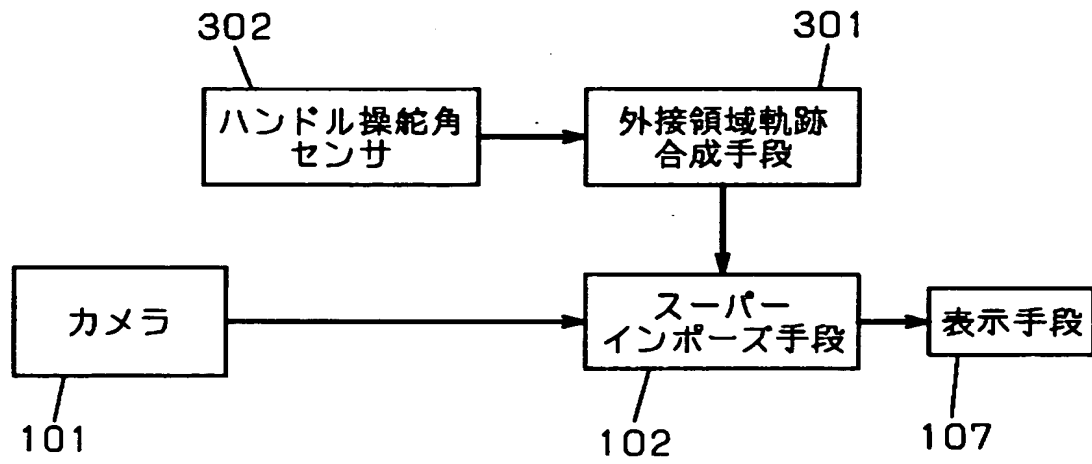 302
301
ハンドル操舵角
センサ
外接領域軌跡
合成手段
カメラ
スーパー
インポーズ手段
表示手段
101
102
107